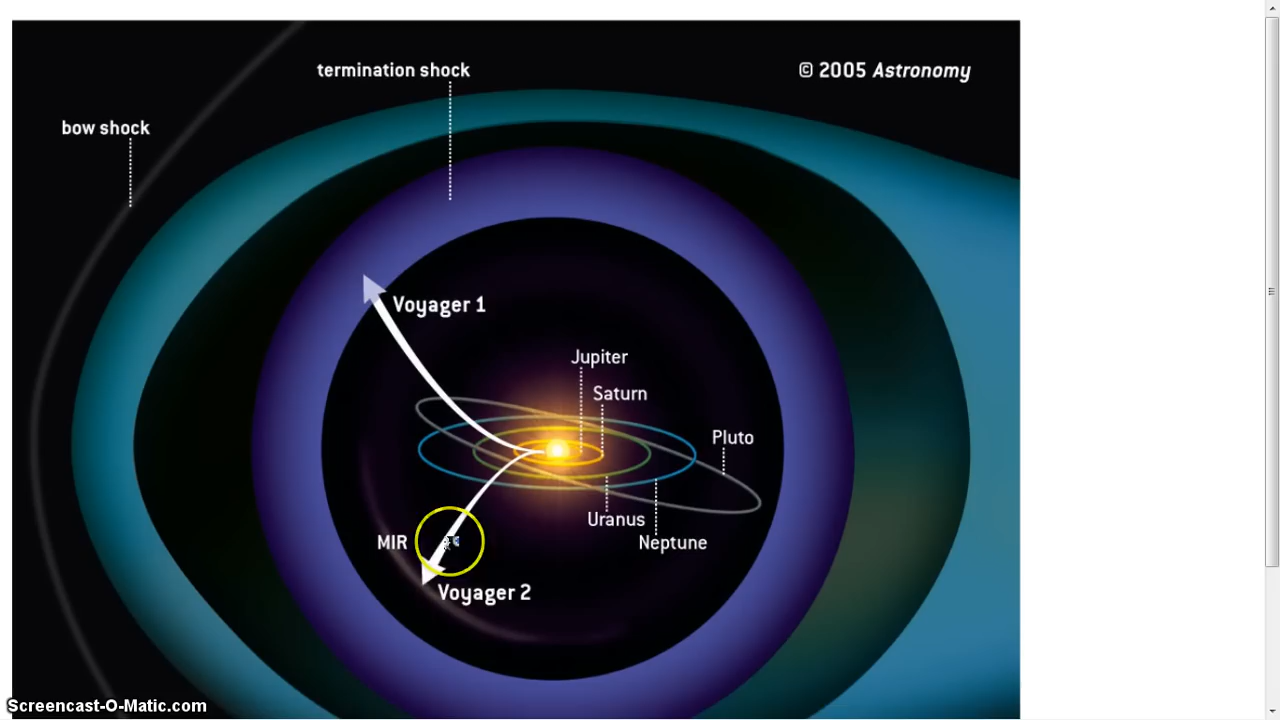 termination shock
© 2005 Astronomy
bow shock
Voyager 1
Jupiter
Saturn
Pluto
Uranus
MIR
Neptune
Voyager 2
Screencast-O-Matic.com